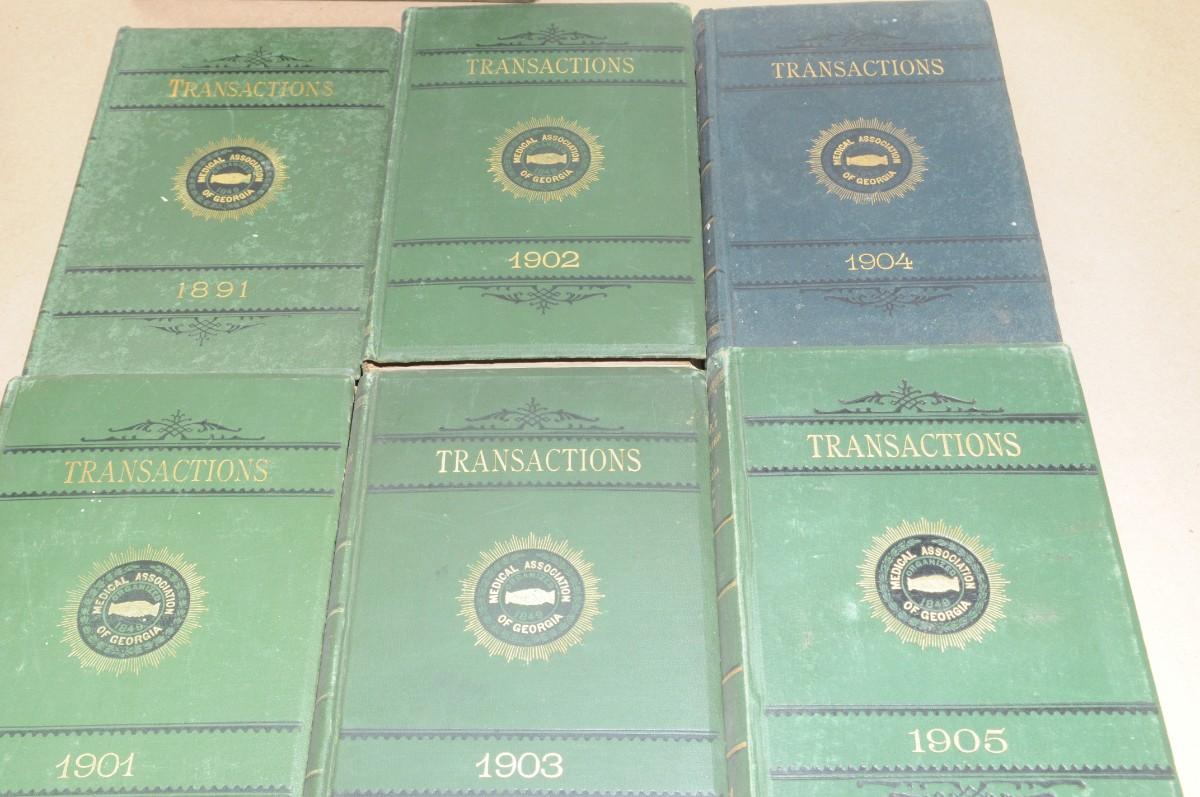 TRANSACTIONS
MEDICAL ASSOCIATION
OF GEORGIA
1849
1891
TRANSACTIONS
MEDICAL ASSOCIATION
OF GEORGIA
1902
TRANSACTIONS
MEDICAL ASSOCIATION
OF GEORGIA
1904
TRANSACTIONS
MEDICAL ASSOCIATION
ORGANIZED
1849
OF GEORGIA
1901
TRANSACTIONS
MEDICAL ASSOCIATION
ORGANIZED
1849
OF GEORGIA
1903
TRANSACTIONS
MEDICAL ASSOCIATION
ORGANIZED
1849
OF GEORGIA
1905